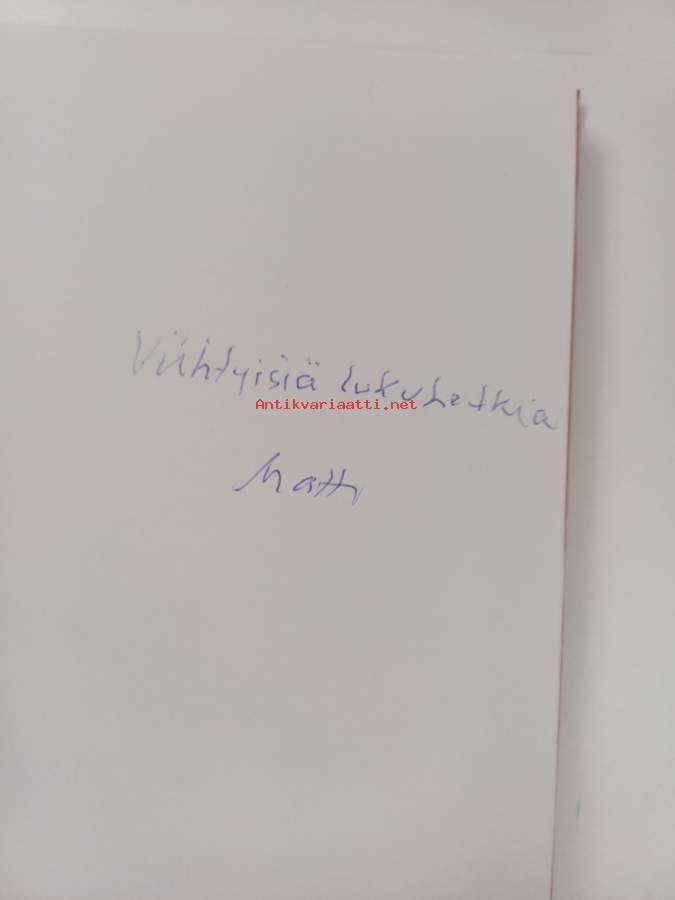 Viihtyisiä lukuhetkiä
Antikvariaatti.net
Matti